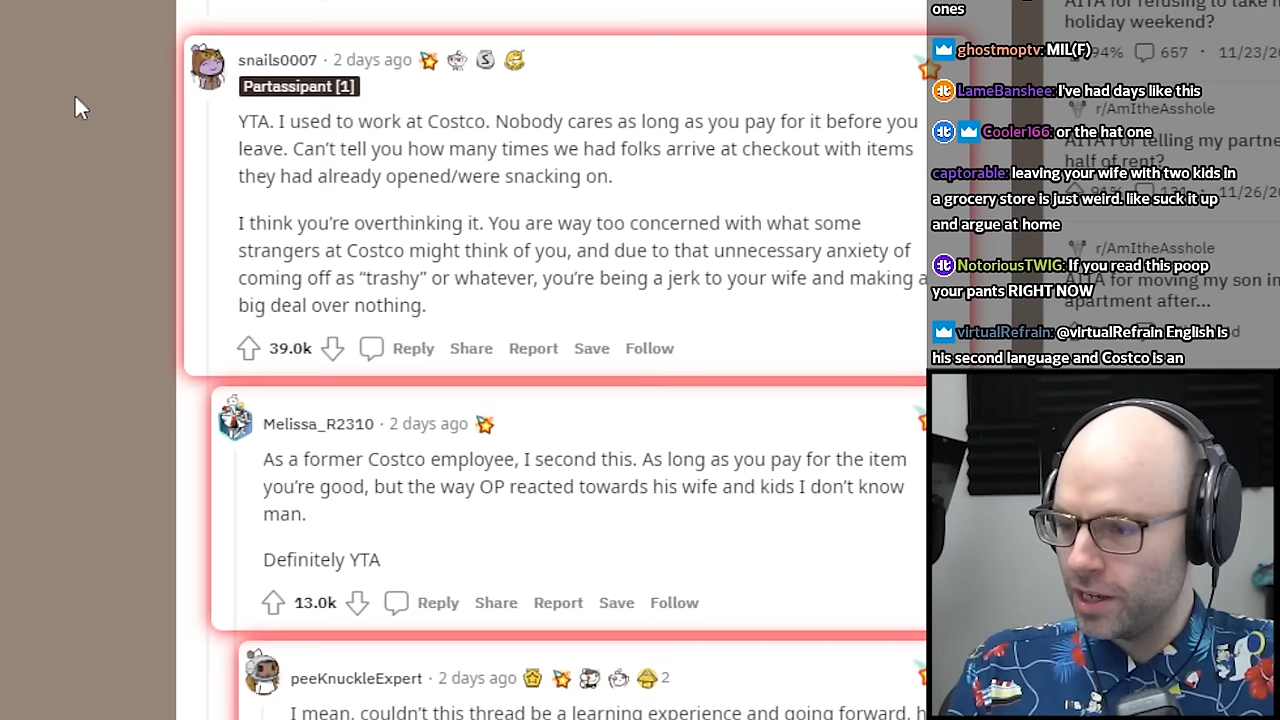 snails0007 · 2 days ago
Partassipant [1]
YTA. I used to work at Costco. Nobody cares as long as you pay for it before you
leave. Can't tell you how many times we had folks arrive at checkout with items
they had already opened/were snacking on.
I think you're overthinking it. You are way too concerned with what some
strangers at Costco might think of you, and due to that unnecessary anxiety of
coming off as “trashy” or whatever, you're being a jerk to your wife and making a
big deal over nothing.
39.0k Reply Share Report Save Follow
Melissa_R2310 · 2 days ago
As a former Costco employee, I second this. As long as you pay for the item
you're good, but the way OP reacted towards his wife and kids I don't know
man.
Definitely YTA
13.0k Reply Share Report Save Follow
peeKnuckleExpert · 2 days ago 2
I mean, couldn't this thread be a learning experience and going forward, h
ones
ghostmoptv: MIL(F)
LameBanshee: I've had days like this
Cooler166: or the hat one
captorable: leaving your wife with two kids in
a grocery store is just weird. like suck it up
and argue at home
NotoriousTWIG: If you read this poop
your pants RIGHT NOW
virtualRefrain: @virtualRefrain English is
his second language and Costco is an
AITA for refusing to take
holiday weekend?
94% 657 · 11/23/2
r/AmItheAsshole
AITA For telling my partne
half of rent?
91% 131 · 11/26/2
r/AmItheAsshole
AITA for moving my son in
apartment after...